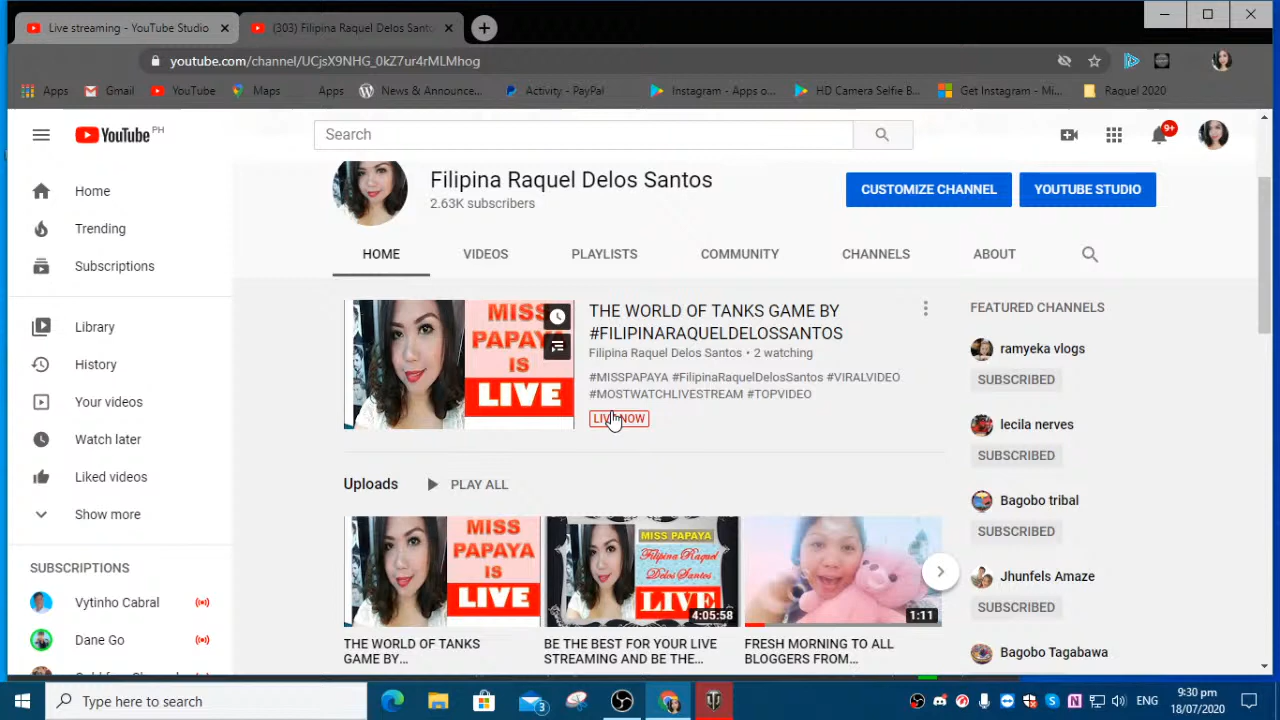 Live streaming - YouTube Studio
(303) Filipina Raquel Delos Santo
youtube.com/channel/UCjsX9NHG_0kZ7ur4rMLMhog
Apps
Gmail
YouTube
Maps
Apps
News & Announce...
Activity - PayPal
Instagram - Apps o...
HD Camera Selfie B...
Get Instagram - Mi...
Raquel 2020
YouTube PH
Search
9+
Home
Trending
Subscriptions
Library
History
Your videos
Watch later
Liked videos
Show more
SUBSCRIPTIONS
Vytinho Cabral
Dane Go
Filipina Raquel Delos Santos
2.63K subscribers
CUSTOMIZE CHANNEL
YOUTUBE STUDIO
HOME
VIDEOS
PLAYLISTS
COMMUNITY
CHANNELS
ABOUT
MISS
PAPAYA
IS
LIVE
THE WORLD OF TANKS GAME BY
#FILIPINARAQUELDELOSSANTOS
Filipina Raquel Delos Santos • 2 watching
#MISSPAPAYA #FilipinaRaquelDelosSantos #VIRALVIDEO
#MOSTWATCHLIVESTREAM #TOPVIDEO
LIVE NOW
Uploads
PLAY ALL
MISS
PAPAYA
IS
LIVE
THE WORLD OF TANKS
GAME BY...
MISS PAPAYA
Filipina Raquel
Delos Santos
LIVE
4:05:58
BE THE BEST FOR YOUR LIVE
STREAMING AND BE THE...
1:11
FRESH MORNING TO ALL
BLOGGERS FROM...
FEATURED CHANNELS
ramyeka vlogs
SUBSCRIBED
lecila nerves
SUBSCRIBED
Bagobo tribal
SUBSCRIBED
Jhunfels Amaze
SUBSCRIBED
Bagobo Tagabawa
Type here to search
3
ENG
9:30 pm
18/07/2020